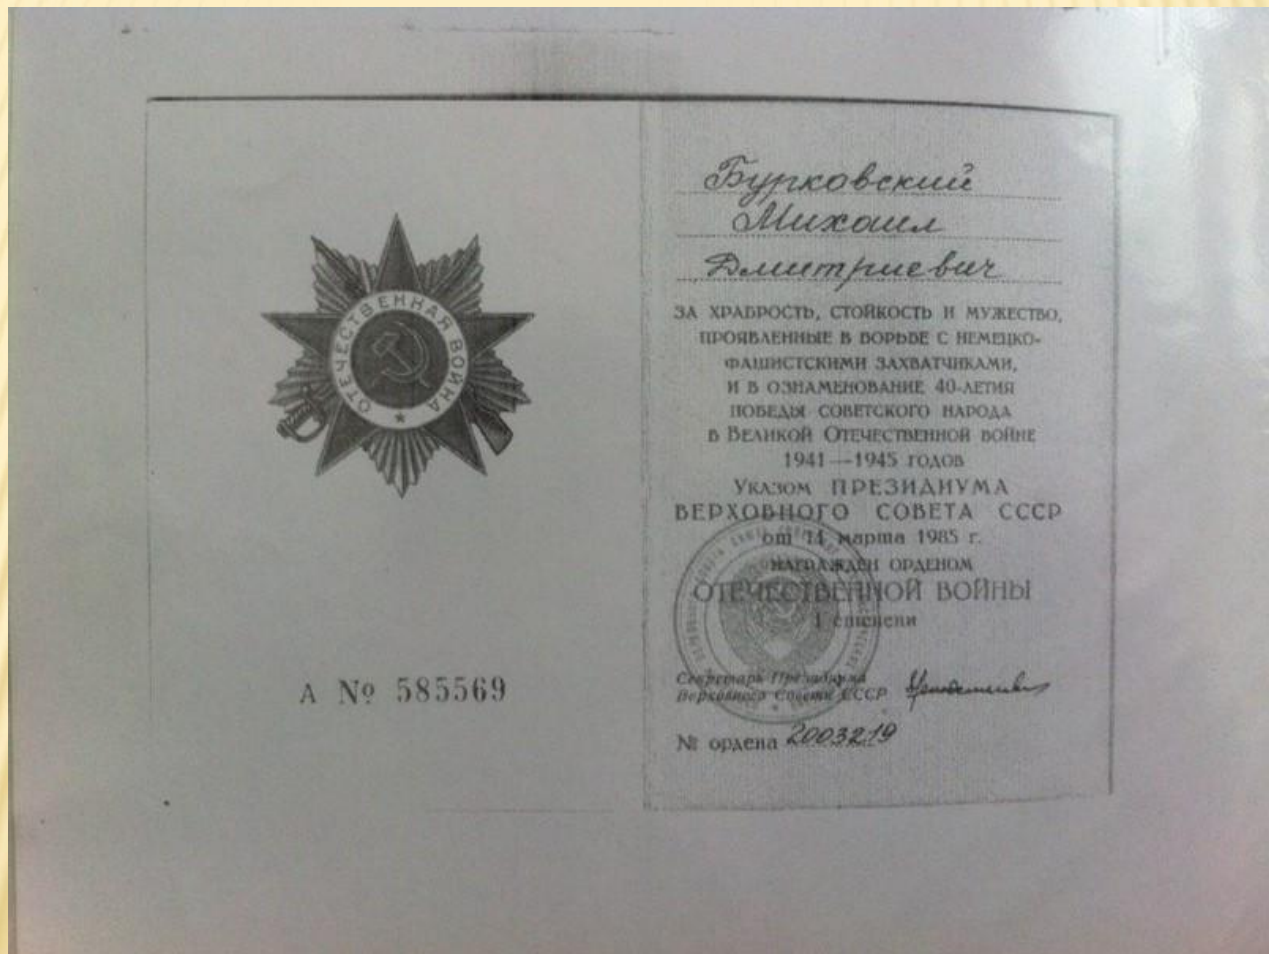 ОТЕЧЕСТВЕННАЯ ВОЙНА
А № 585569
Бурковский
Михаил
Дмитриевич
ЗА ХРАБРОСТЬ, СТОЙКОСТЬ И МУЖЕСТВО,
ПРОЯВЛЕННЫЕ В БОРЬБЕ С НЕМЕЦКО-
ФАШИСТСКИМИ ЗАХВАТЧИКАМИ,
И В ОЗНАМЕНОВАНИЕ 40-ЛЕТИЯ
ПОБЕДЫ СОВЕТСКОГО НАРОДА
В ВЕЛИКОЙ ОТЕЧЕСТВЕННОЙ ВОЙНЕ
1941—1945 ГОДОВ
УКАЗОМ ПРЕЗИДИУМА
ВЕРХОВНОГО СОВЕТА СССР
от 11 марта 1985 г.
НАГРАЖДЕН ОРДЕНОМ
ОТЕЧЕСТВЕННОЙ ВОЙНЫ
I степени
Секретарь Президиума
Верховного Совета СССР
№ ордена 2003219